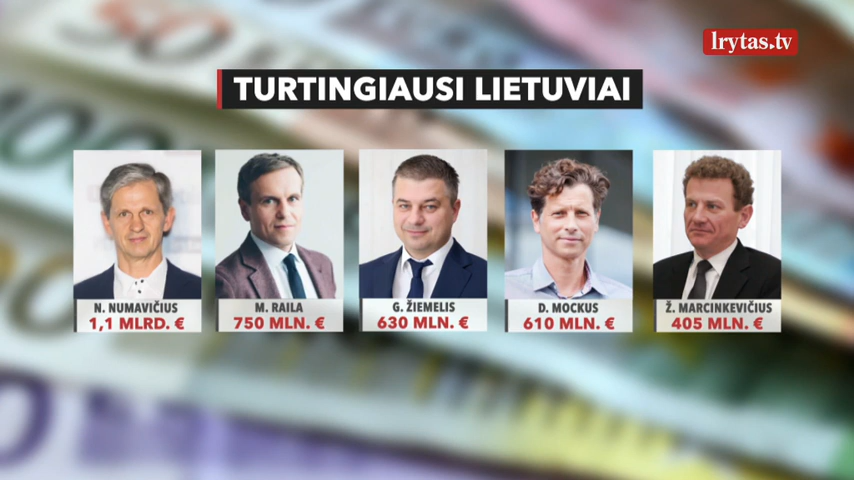 lrytas.tv
TURTINGIAUSI LIETUVIAI
N. NUMAVIČIUS
1,1 MLRD. €
M. RAILA
750 MLN. €
G. ŽIEMELIS
630 MLN. €
D. MOCKUS
610 MLN. €
Ž. MARCINKEVIČIUS
405 MLN. €